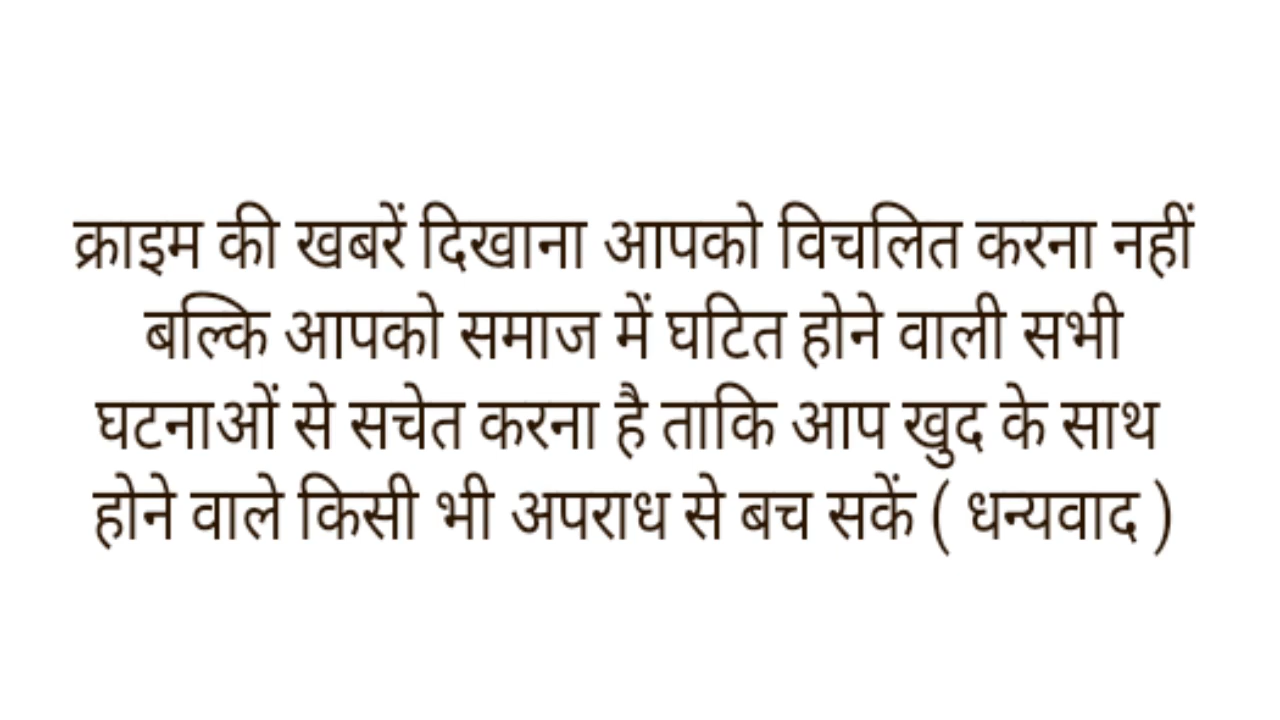 क्राइम की खबरें दिखाना आपको विचलित करना नहीं
बल्कि आपको समाज में घटित होने वाली सभी
घटनाओं से सचेत करना है ताकि आप खुद के साथ
होने वाले किसी भी अपराध से बच सकें ( धन्यवाद )